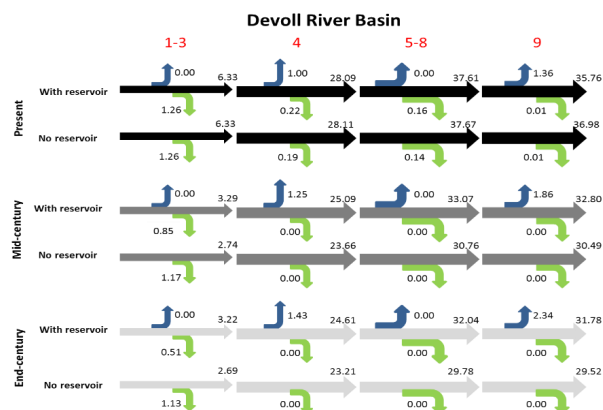 Devoll River Basin
1-3 4 5-8 9
Present
With reservoir
0.00 6.33 1.00 28.09 0.00 37.61 1.36 35.76
1.26 0.22 0.16 0.01
No reservoir
6.33 28.11 37.67 36.98
1.26 0.19 0.14 0.01
Mid-century
With reservoir
0.00 3.29 1.25 25.09 0.00 33.07 1.86 32.80
0.85 0.00 0.00 0.00
No reservoir
2.74 23.66 30.76 30.49
1.17 0.00 0.00 0.00
End-century
With reservoir
0.00 3.22 1.43 24.61 0.00 32.04 2.34 31.78
0.51 0.00 0.00 0.00
No reservoir
2.69 23.21 29.78 29.52
1.13 0.00 0.00 0.00